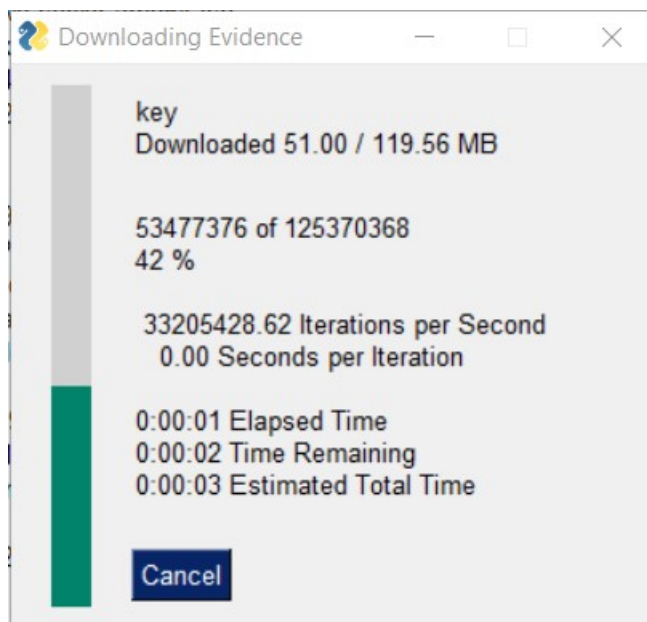 Downloading Evidence
key
Downloaded 51.00 / 119.56 MB
53477376 of 125370368
42 %
33205428.62 Iterations per Second
0.00 Seconds per Iteration
0:00:01 Elapsed Time
0:00:02 Time Remaining
0:00:03 Estimated Total Time
Cancel